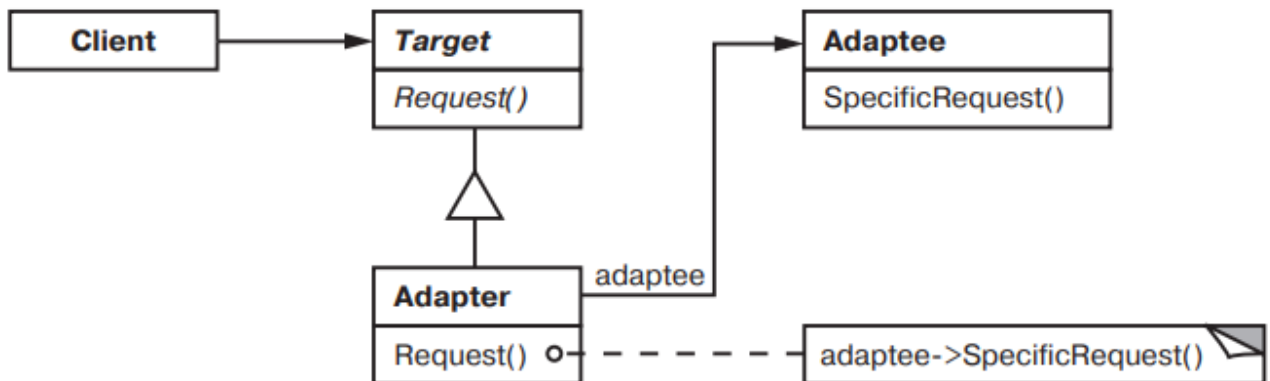 Client
Target
Request()
Adaptee
SpecificRequest()
adaptee
Adapter
Request()
adaptee->SpecificRequest()